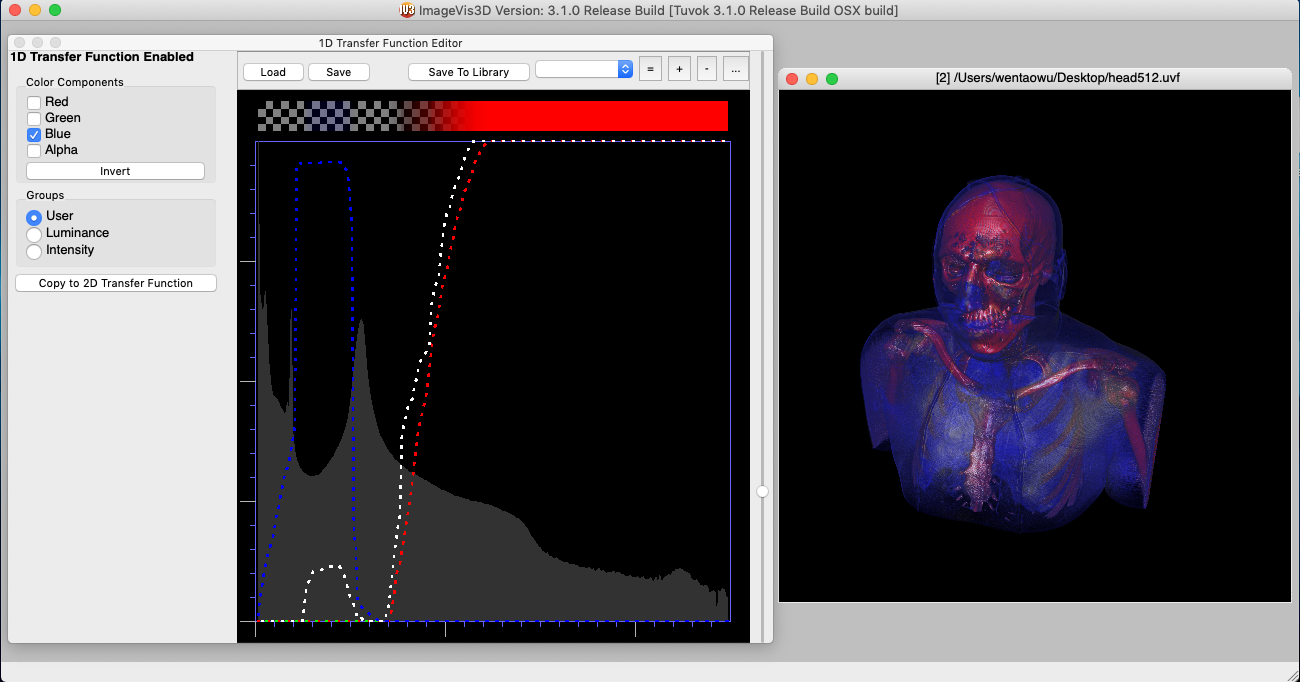 ImageVis3D Version: 3.1.0 Release Build [Tuvok 3.1.0 Release Build OSX build]
1D Transfer Function Editor
1D Transfer Function Enabled
Color Components
Red
Green
Blue
Alpha
Invert
Groups
User
Luminance
Intensity
Copy to 2D Transfer Function
Load Save Save To Library = + - ...
[2] /Users/wentaowu/Desktop/head512.uvf